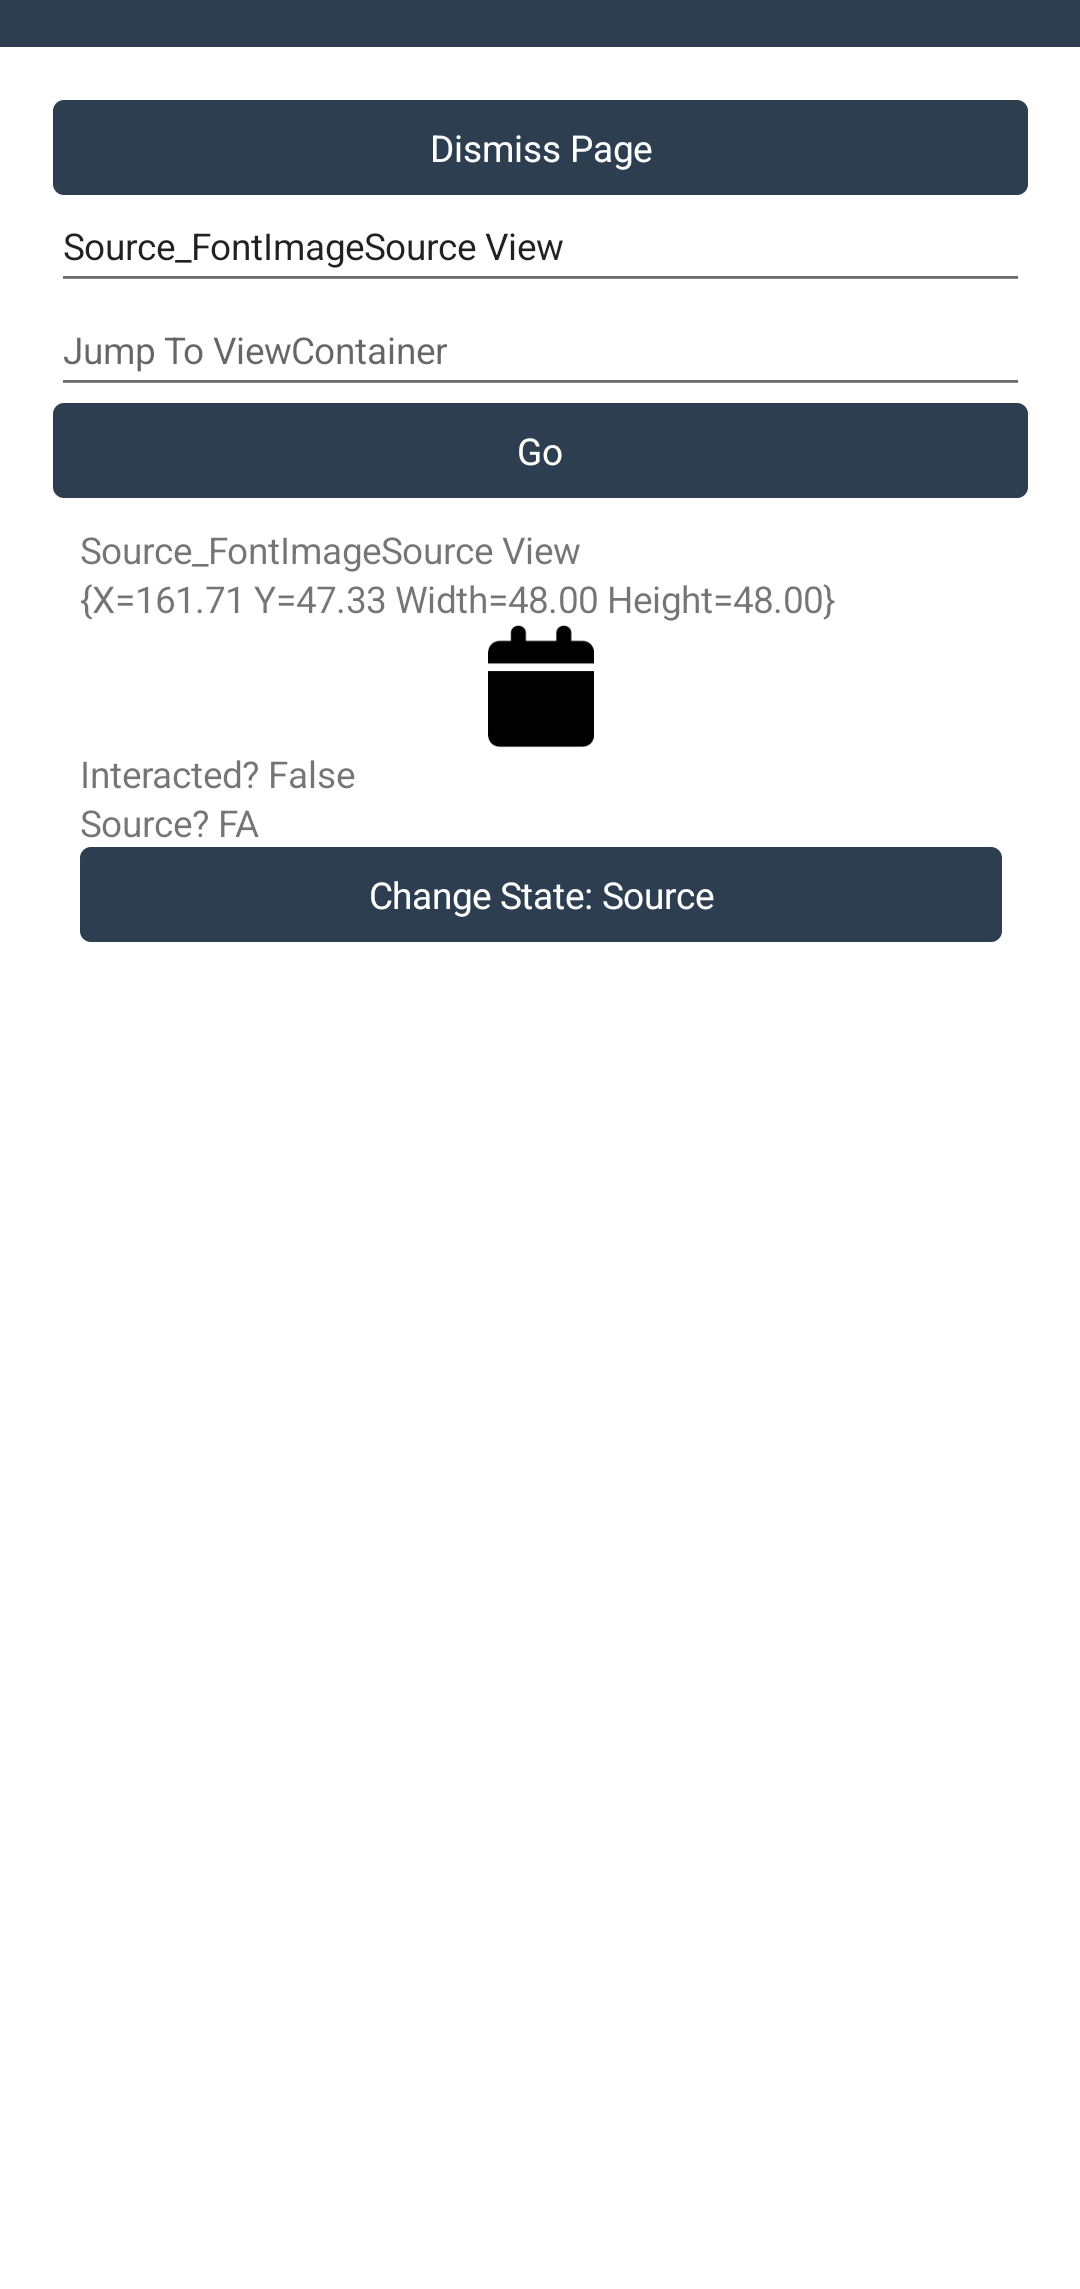 Dismiss Page
Source_FontImageSource View
Jump To ViewContainer
Go
Source_FontImageSource View
{X=161.71 Y=47.33 Width=48.00 Height=48.00}
Interacted? False
Source? FA
Change State: Source